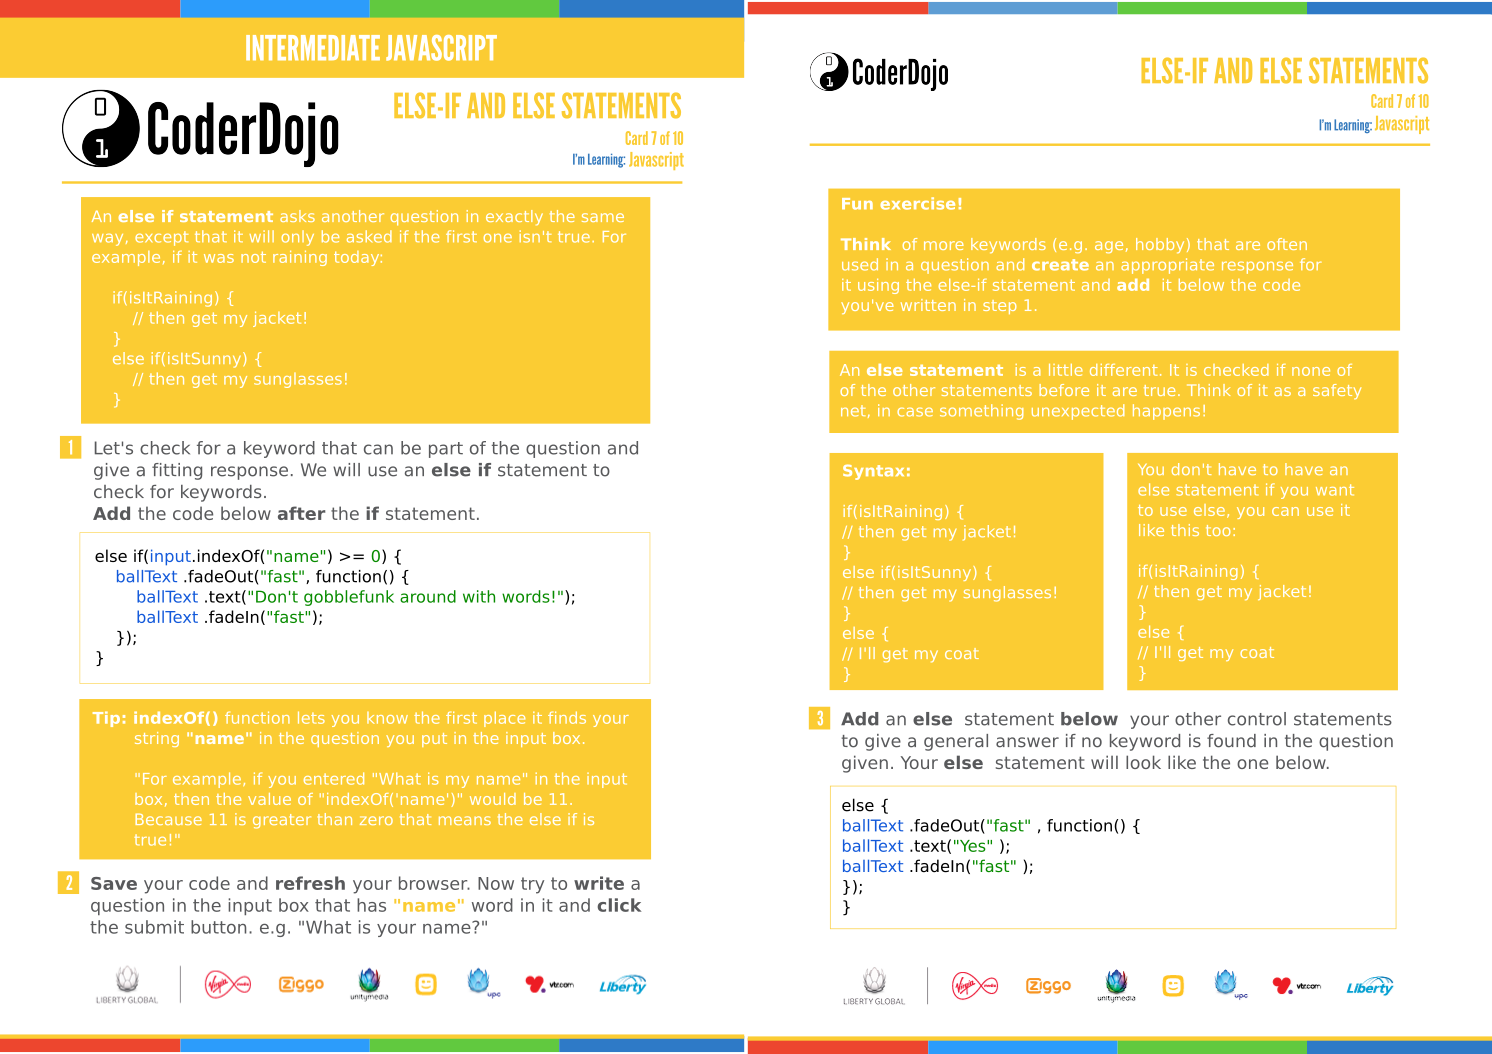 INTERMEDIATE JAVASCRIPT
CoderDojo
ELSE-IF AND ELSE STATEMENTS
Card 7 of 10
I'm Learning: Javascript
An else if statement asks another question in exactly the same
way, except that it will only be asked if the first one isn't true. For
example, if it was not raining today:
if(isItRaining) {
// then get my jacket!
}
else if(isItSunny) {
// then get my sunglasses!
}
1 Let's check for a keyword that can be part of the question and
give a fitting response. We will use an else if statement to
check for keywords.
Add the code below after the if statement.
else if(input.indexOf("name") >= 0) {
ballText .fadeOut("fast", function() {
ballText .text("Don't gobblefunk around with words!");
ballText .fadeIn("fast");
});
}
Tip: indexOf() function lets you know the first place it finds your
string "name" in the question you put in the input box.
"For example, if you entered "What is my name" in the input
box, then the value of "indexOf('name')" would be 11.
Because 11 is greater than zero that means the else if is
true!"
2 Save your code and refresh your browser. Now try to write a
question in the input box that has "name" word in it and click
the submit button. e.g. "What is your name?"
LIBERTY GLOBAL
Virgin media
ziggo
unitymedia
upc
vtr.com
Liberty
CoderDojo
ELSE-IF AND ELSE STATEMENTS
Card 7 of 10
I'm Learning: Javascript
Fun exercise!
Think of more keywords (e.g. age, hobby) that are often
used in a question and create an appropriate response for
it using the else-if statement and add it below the code
you've written in step 1.
An else statement is a little different. It is checked if none of
of the other statements before it are true. Think of it as a safety
net, in case something unexpected happens!
Syntax:
if(isItRaining) {
// then get my jacket!
}
else if(isItSunny) {
// then get my sunglasses!
}
else {
// I'll get my coat
}
You don't have to have an
else statement if you want
to use else, you can use it
like this too:
if(isItRaining) {
// then get my jacket!
}
else {
// I'll get my coat
}
3 Add an else statement below your other control statements
to give a general answer if no keyword is found in the question
given. Your else statement will look like the one below.
else {
ballText .fadeOut("fast" , function() {
ballText .text("Yes" );
ballText .fadeIn("fast" );
});
}
LIBERTY GLOBAL
Virgin media
ziggo
unitymedia
upc
vtr.com
Liberty